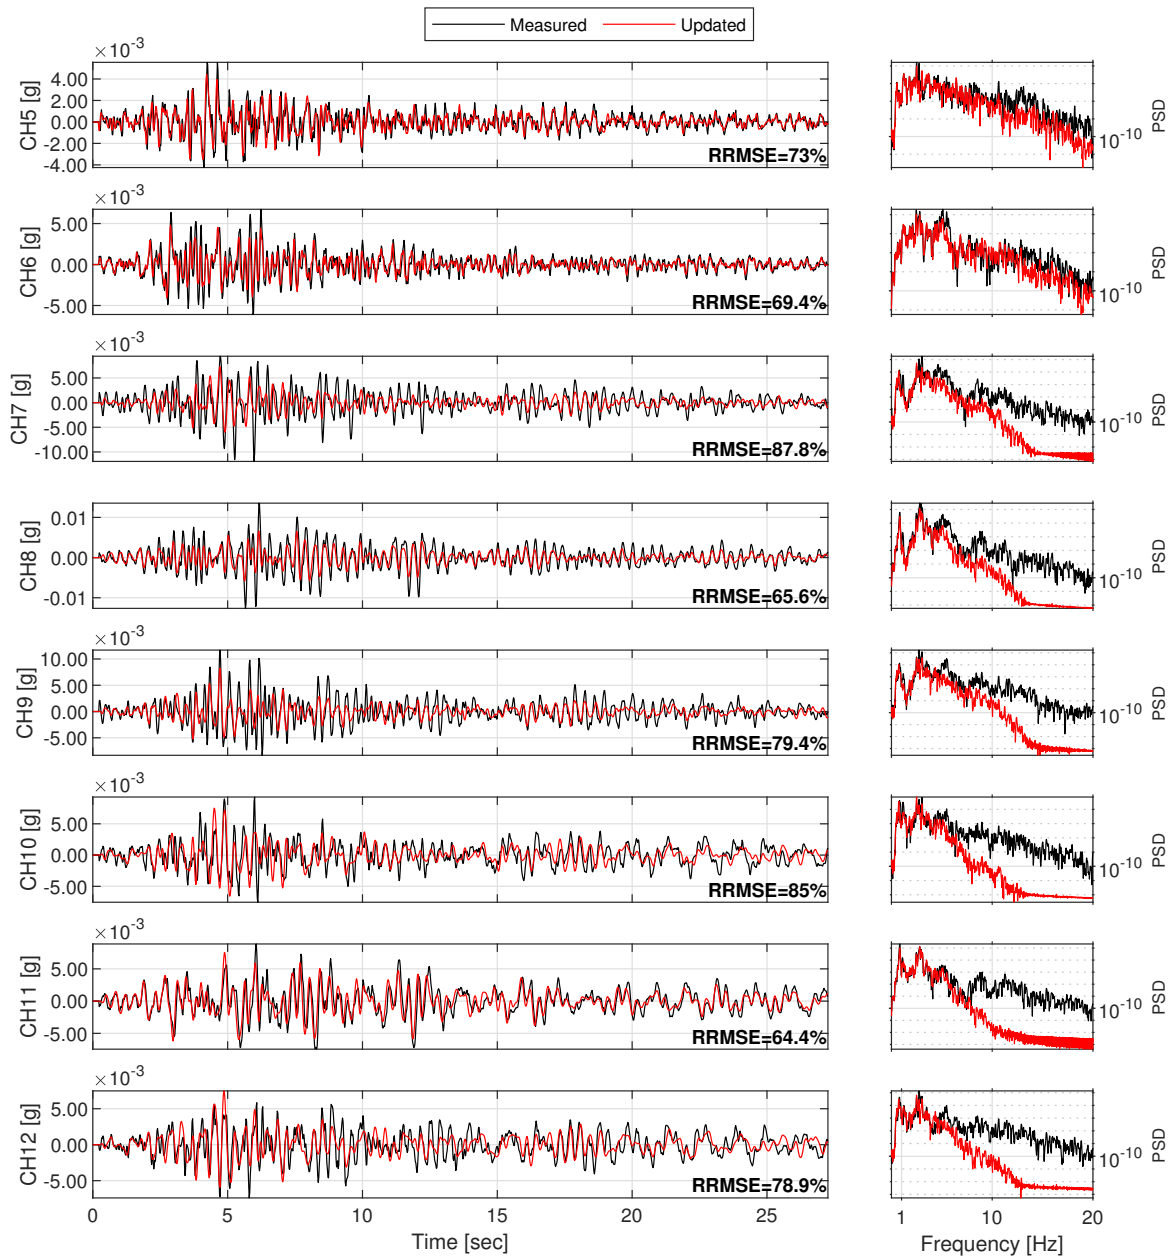 Measured Updated
×10⁻³
CH5 [g]
4.00
2.00
0.00
-2.00
-4.00
RRMSE=73%
10⁻¹⁰
PSD
×10⁻³
CH6 [g]
5.00
0.00
-5.00
RRMSE=69.4%
10⁻¹⁰
PSD
×10⁻³
CH7 [g]
5.00
0.00
-5.00
-10.00
RRMSE=87.8%
10⁻¹⁰
PSD
CH8 [g]
0.01
0.00
-0.01
RRMSE=65.6%
10⁻¹⁰
PSD
×10⁻³
CH9 [g]
10.00
5.00
0.00
-5.00
RRMSE=79.4%
10⁻¹⁰
PSD
×10⁻³
CH10 [g]
5.00
0.00
-5.00
RRMSE=85%
10⁻¹⁰
PSD
×10⁻³
CH11 [g]
5.00
0.00
-5.00
RRMSE=64.4%
10⁻¹⁰
PSD
×10⁻³
CH12 [g]
5.00
0.00
-5.00
RRMSE=78.9%
10⁻¹⁰
PSD
0 5 10 15 20 25
Time [sec]
1 10 20
Frequency [Hz]